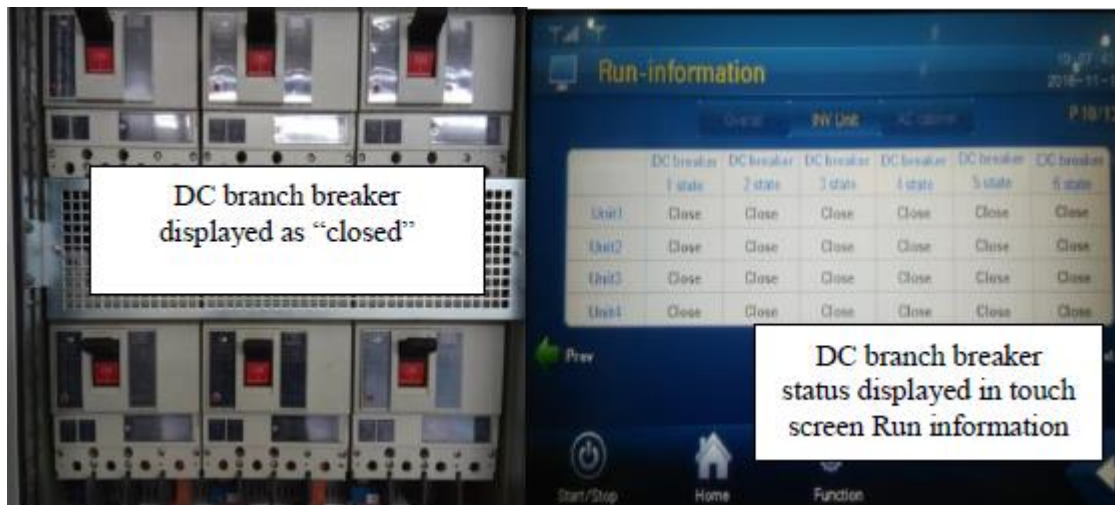 DC branch breaker
displayed as “closed”
Run-information
2016-11-
Overall INV Unit AC cabinet
P10/1
DC breaker DC breaker DC breaker DC breaker DC breaker DC breaker
1 state 2 state 3 state 4 state 5 state 6 state
Unit1 Close Close Close Close Close Close
Unit2 Close Close Close Close Close Close
Unit3 Close Close Close Close Close Close
Unit4 Close Close Close Close Close Close
Prev
DC branch breaker
status displayed in touch
screen Run information
Start/Stop
Home
Function